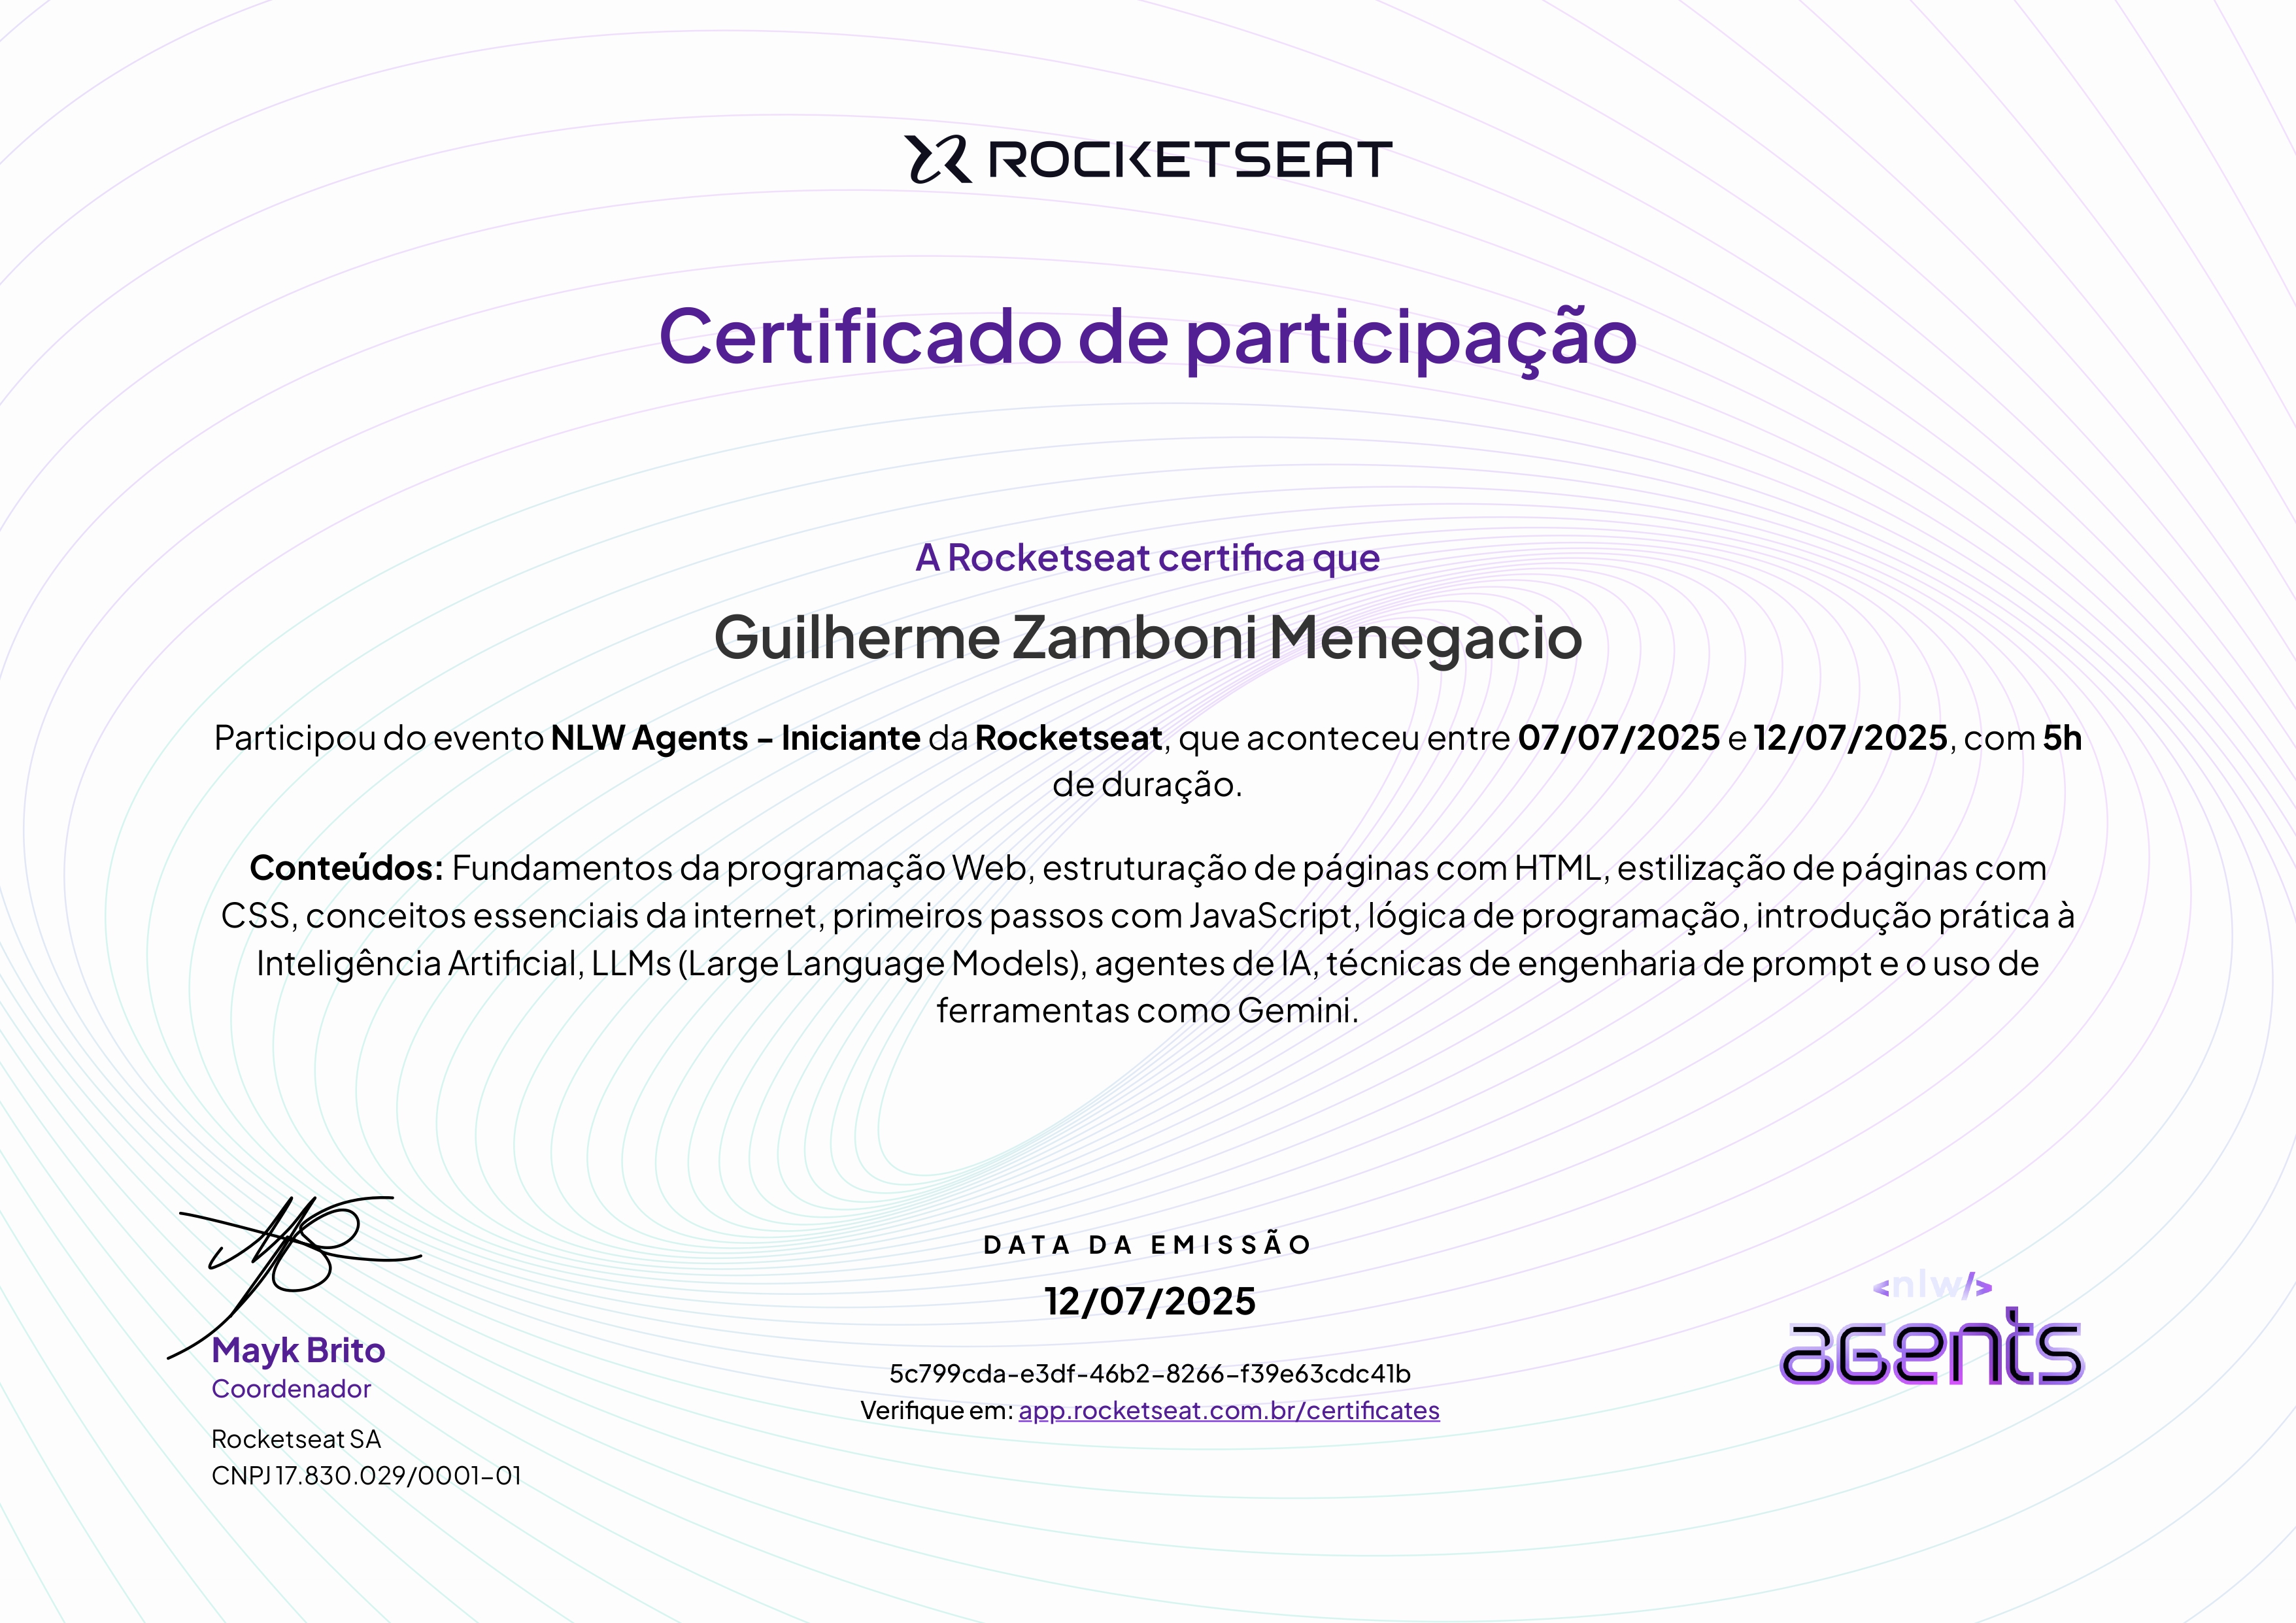 ROCKETSEAT
Certificado de participação
A Rocketseat certifica que
Guilherme Zamboni Menegacio
Participou do evento NLW Agents - Iniciante da Rocketseat, que aconteceu entre 07/07/2025 e 12/07/2025, com 5h
de duração.
Conteúdos: Fundamentos da programação Web, estruturação de páginas com HTML, estilização de páginas com
CSS, conceitos essenciais da internet, primeiros passos com JavaScript, lógica de programação, introdução prática à
Inteligência Artificial, LLMs (Large Language Models), agentes de IA, técnicas de engenharia de prompt e o uso de
ferramentas como Gemini.
Mayk Brito
Coordenador
Rocketseat SA
CNPJ 17.830.029/0001-01
DATA DA EMISSÃO
12/07/2025
5c799cda-e3df-46b2-8266-f39e63cdc41b
Verifique em: app.rocketseat.com.br/certificates
<nlw/>
agents